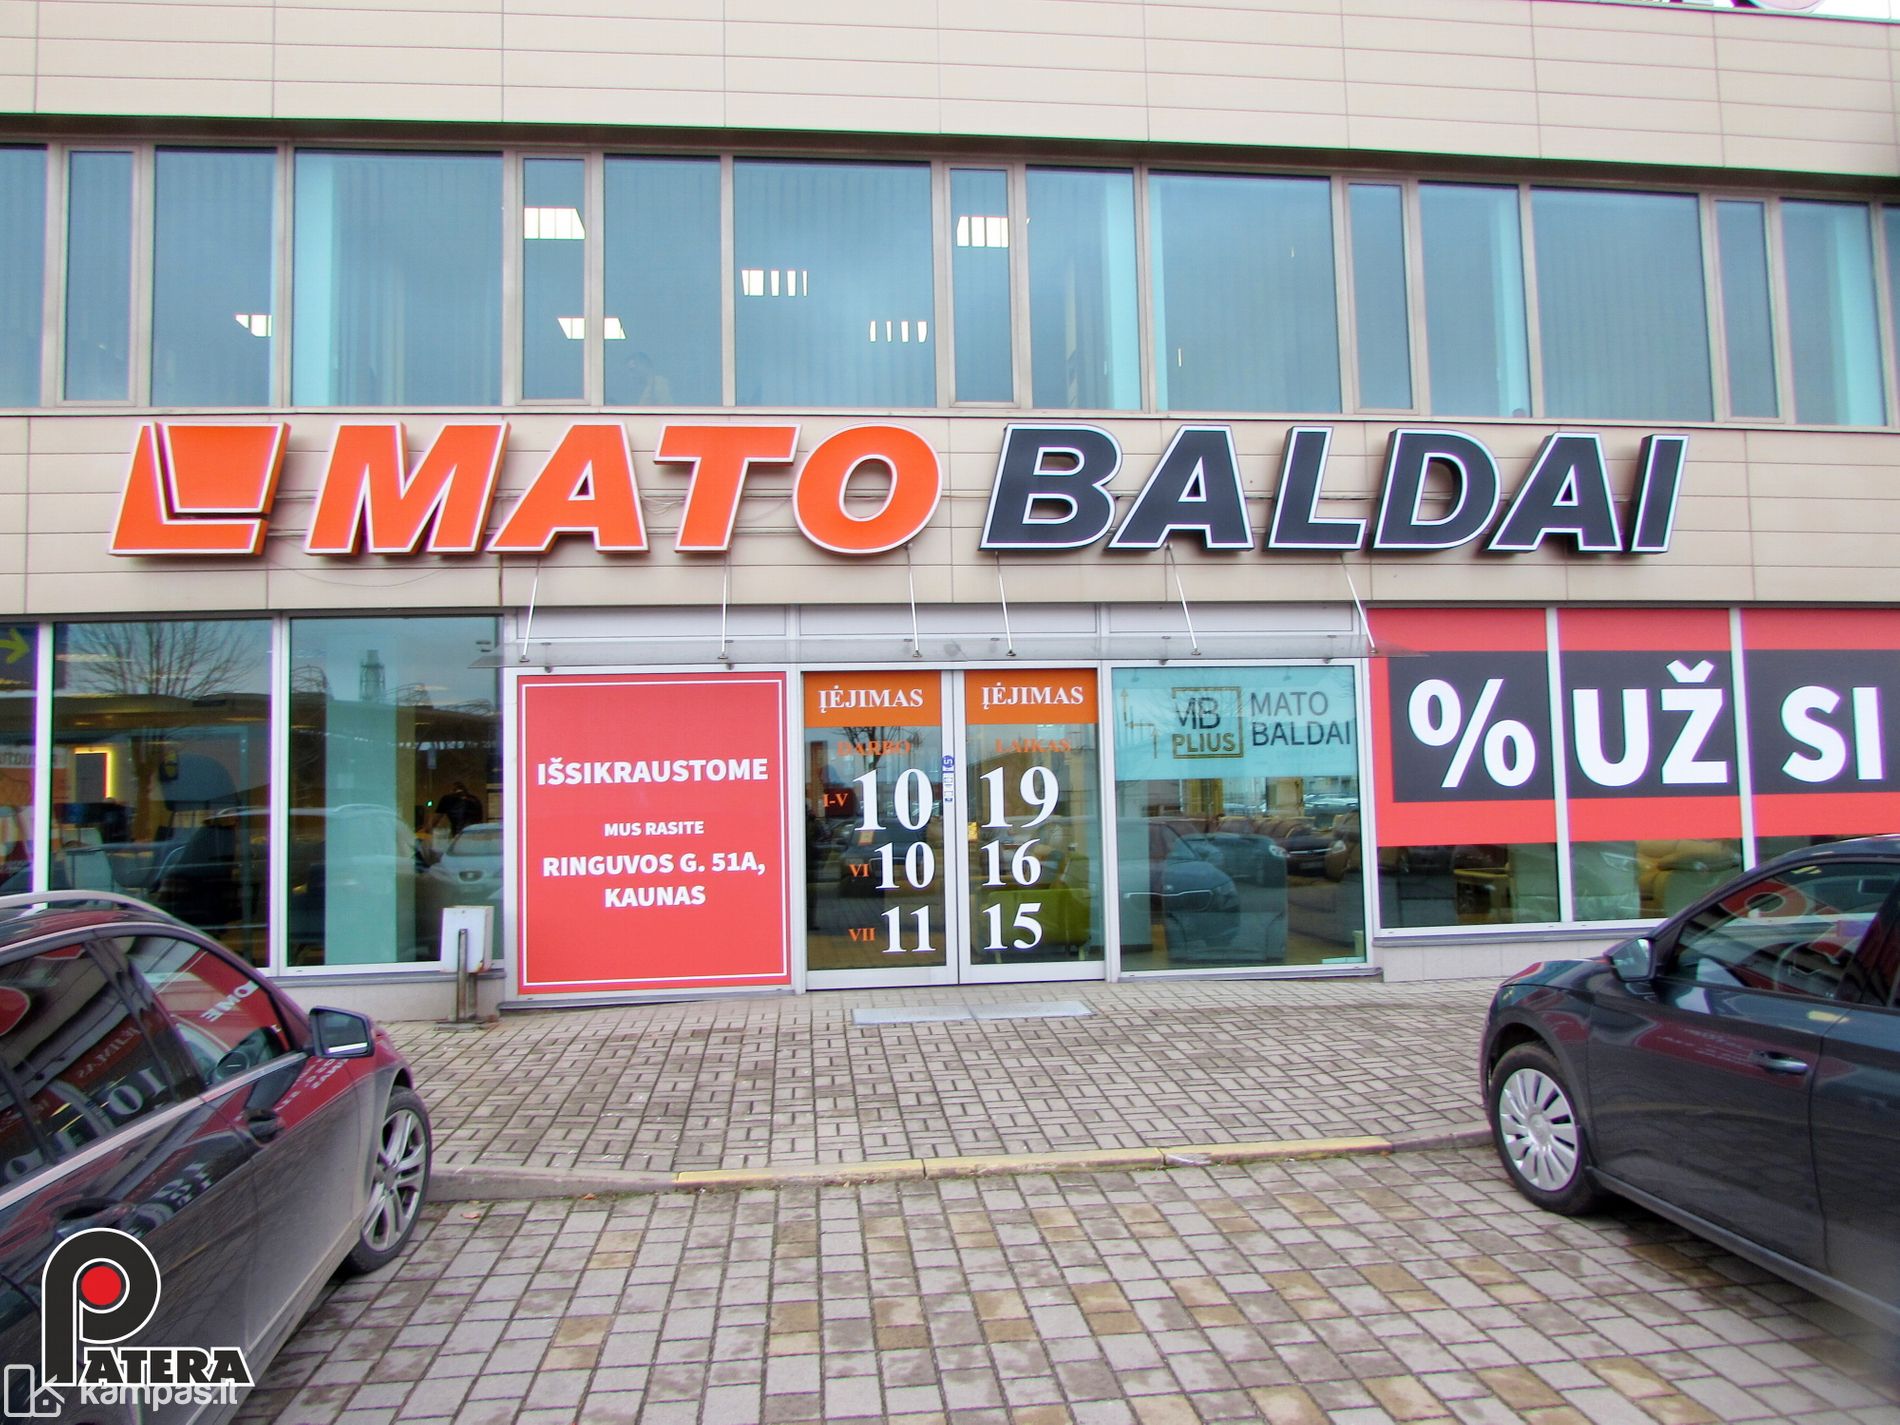 MATO BALDAI
IŠSIKRAUSTOME
MUS RASITE
RINGUVOS G. 51A,
KAUNAS
ĮĖJIMAS ĮĖJIMAS
DARBO LAIKAS
I-V 10 19
VI 10 16
VII 11 15
MB PLIUS
MATO
BALDAI
% UŽ SI
PATERA
kampas.lt